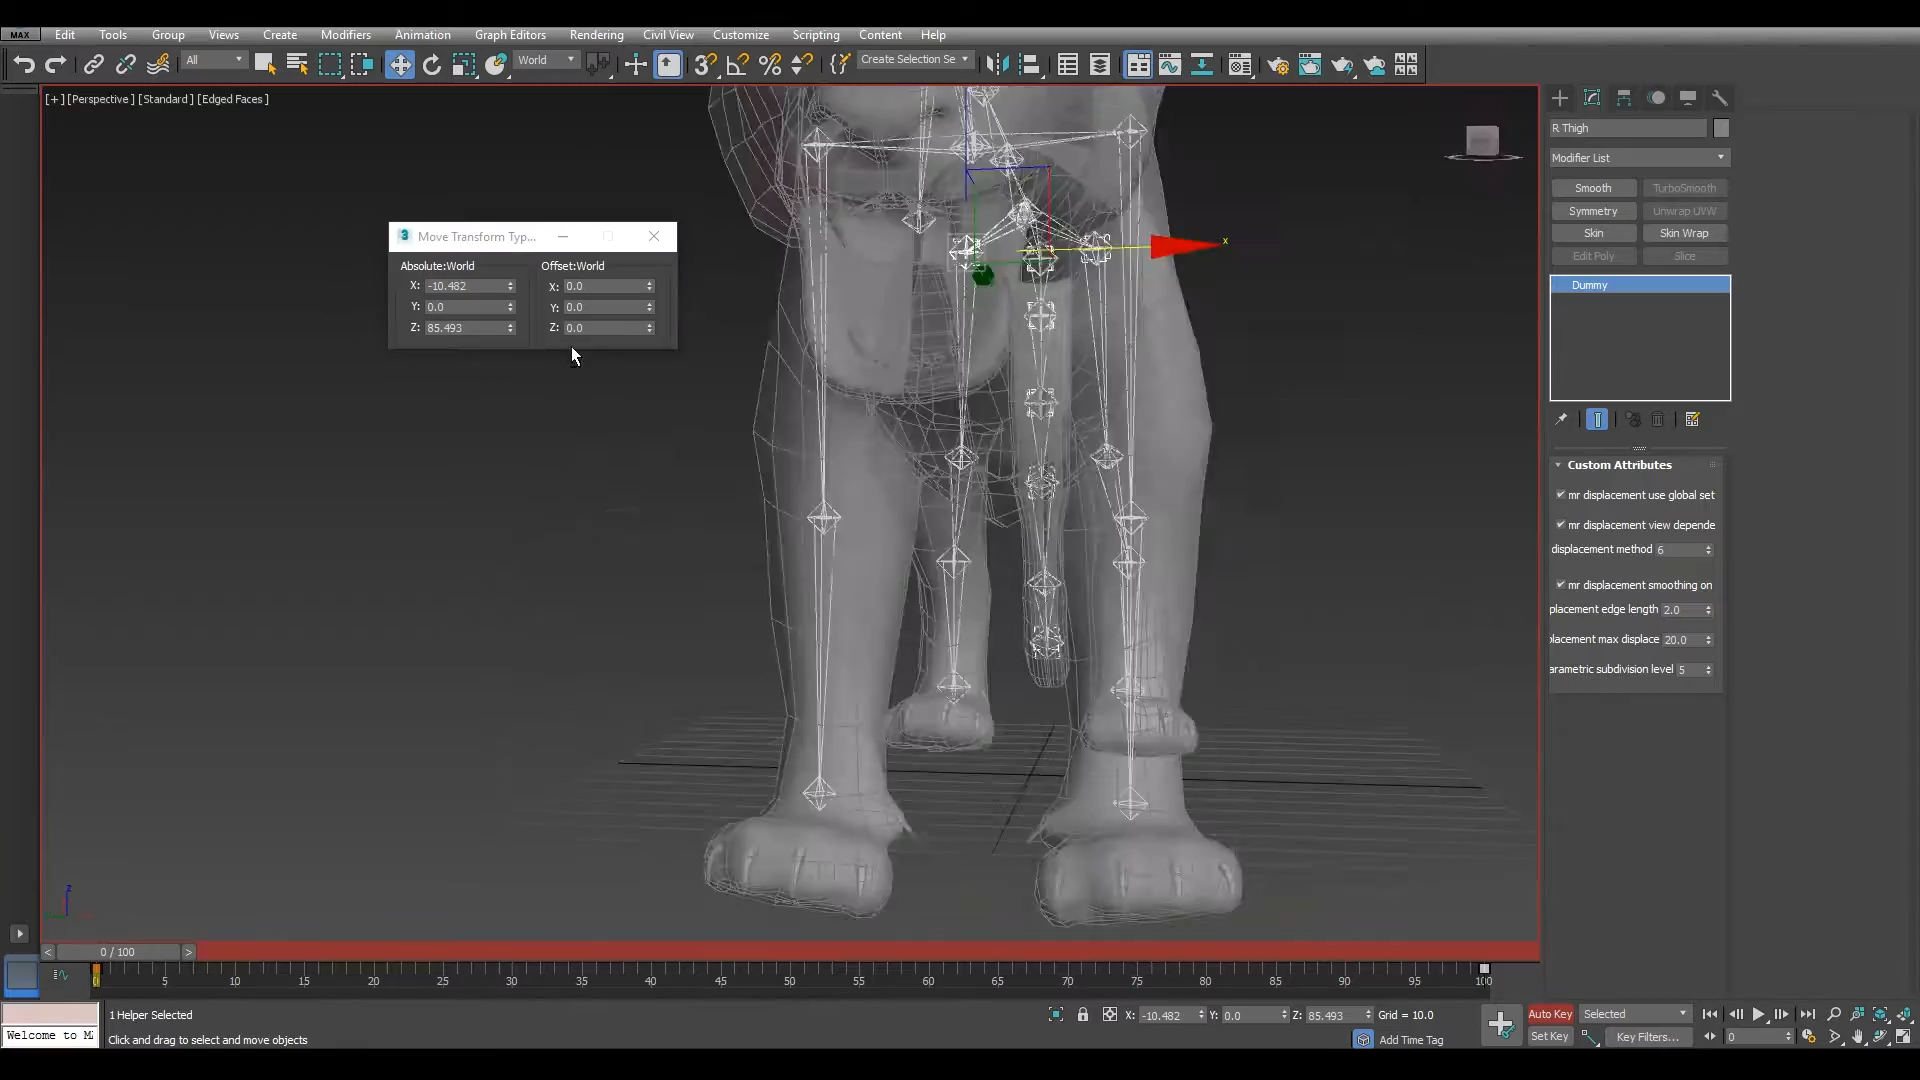 MAX Edit Tools Group Views Create Modifiers Animation Graph Editors Rendering Civil View Customize Scripting Content Help
All World Create Selection Se
[+] [Perspective ] [Standard ] [Edged Faces ]
R Thigh
Modifier List
Smooth TurboSmooth
Symmetry Unwrap UVW
Skin Skin Wrap
Edit Poly Slice
Dummy
3 Move Transform Typ...
Absolute:World Offset:World
X: -10.482 X: 0.0
Y: 0.0 Y: 0.0
Z: 85.493 Z: 0.0
x
Custom Attributes
mr displacement use global set
mr displacement view depende
displacement method 6
mr displacement smoothing on
placement edge length 2.0
lacement max displace 20.0
arametric subdivision level 5
z
< 0 / 100 >
0 5 10 15 20 25 30 35 40 45 50 55 60 65 70 75 80 85 90 95 100
1 Helper Selected X: -10.482 Y: 0.0 Z: 85.493 Grid = 10.0 Auto Key Selected
Welcome to M Click and drag to select and move objects Add Time Tag Set Key Key Filters... 0